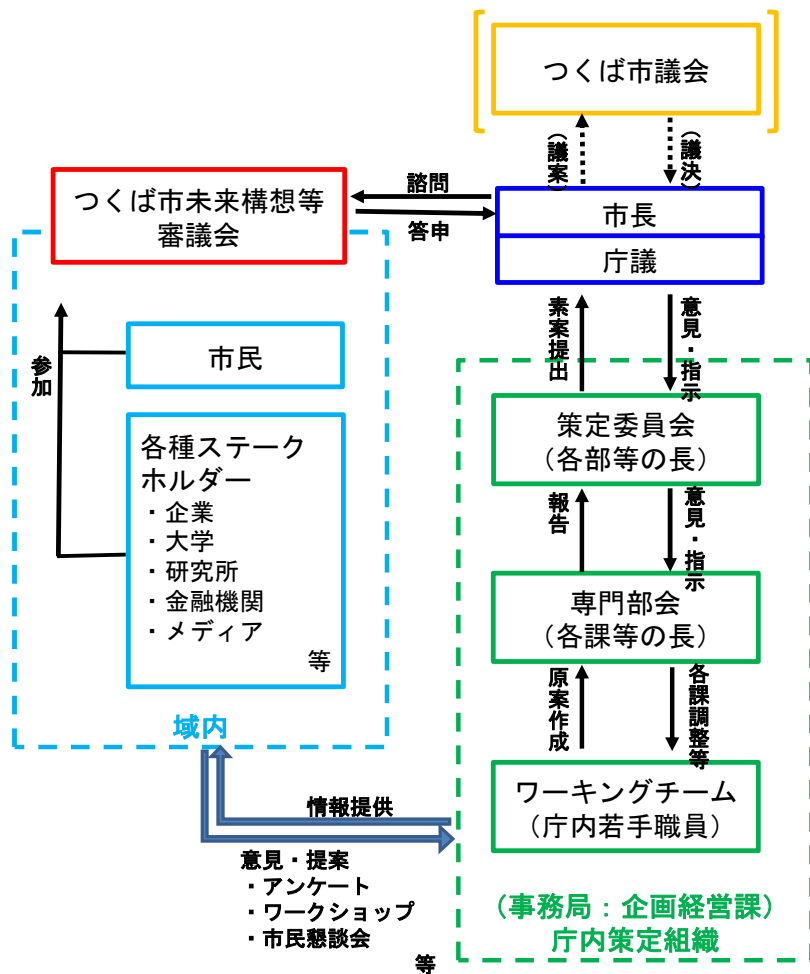 つくば市議会
（議案）
（議決）
つくば市未来構想等
審議会
諮問
答申
市長
庁議
素案提出
意見・指示
参加
市民
各種ステーク
ホルダー
・企業
・大学
・研究所
・金融機関
・メディア
等
域内
策定委員会
（各部等の長）
報告
意見・指示
専門部会
（各課等の長）
原案作成
各課調整等
ワーキングチーム
（庁内若手職員）
情報提供
意見・提案
・アンケート
・ワークショップ
・市民懇談会
等
（事務局：企画経営課）
庁内策定組織